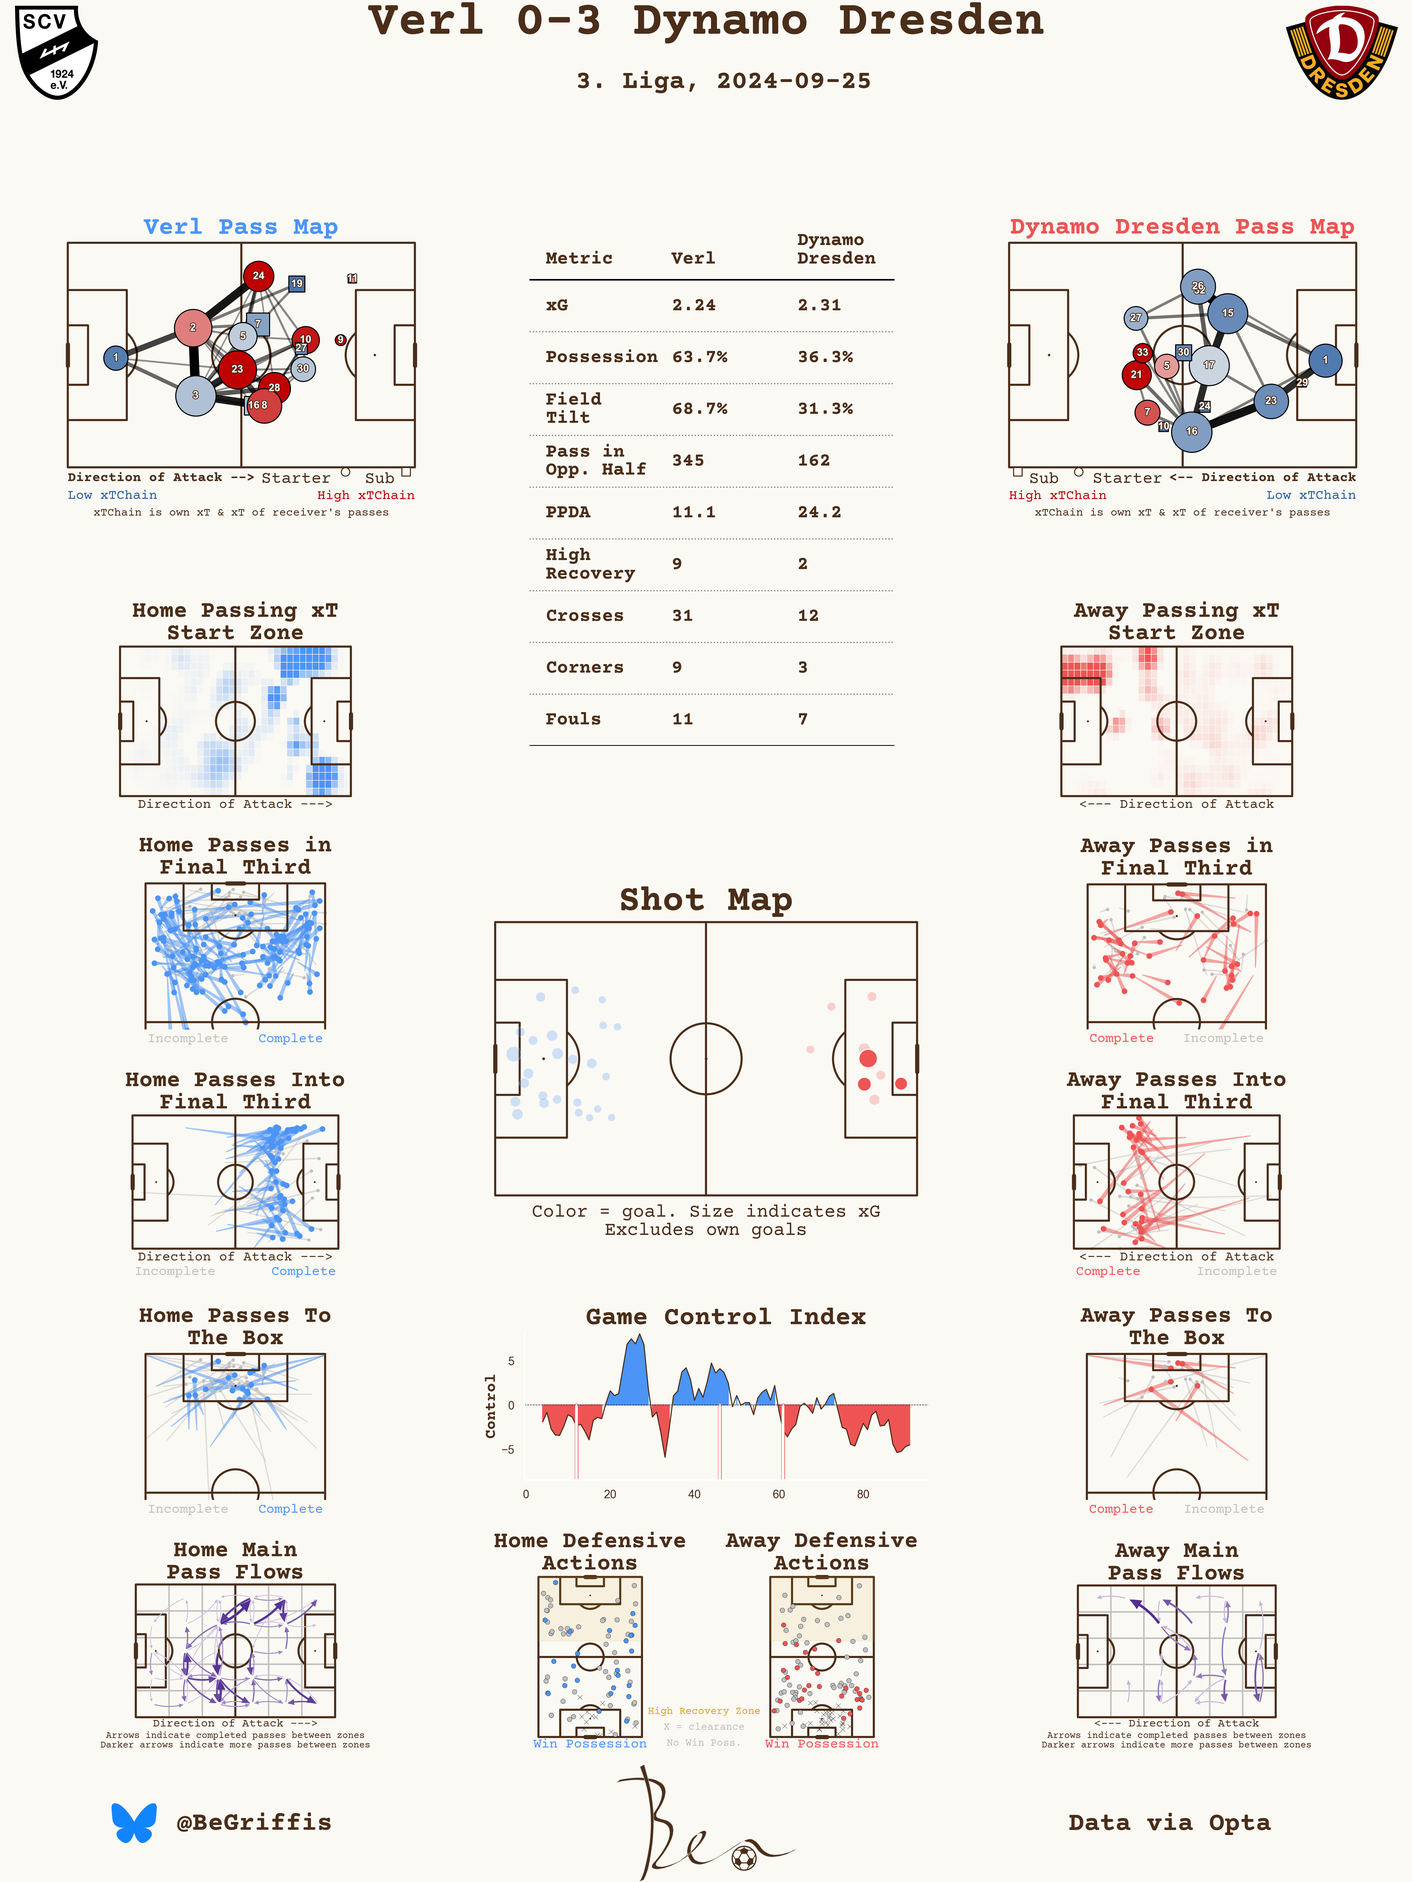 Verl 0-3 Dynamo Dresden
3. Liga, 2024-09-25
SCV
1924
e.V.
D
DRESDEN
Verl Pass Map
24
19
11
2
7
5
10
9
27
1
23
30
3
28
16
8
Direction of Attack --> Starter Sub
Low xTChain High xTChain
xTChain is own xT & xT of receiver's passes
Metric Verl Dynamo Dresden
xG 2.24 2.31
Possession 63.7% 36.3%
Field Tilt 68.7% 31.3%
Pass in Opp. Half 345 162
PPDA 11.1 24.2
High Recovery 9 2
Crosses 31 12
Corners 9 3
Fouls 11 7
Dynamo Dresden Pass Map
26
32
27
15
33
30
5
17
1
21
29
7
24
23
10
16
Sub Starter <-- Direction of Attack
High xTChain Low xTChain
xTChain is own xT & xT of receiver's passes
Home Passing xT
Start Zone
Direction of Attack --->
Away Passing xT
Start Zone
<--- Direction of Attack
Home Passes in
Final Third
Incomplete Complete
Away Passes in
Final Third
Complete Incomplete
Shot Map
Color = goal. Size indicates xG
Excludes own goals
Home Passes Into
Final Third
Direction of Attack --->
Incomplete Complete
Away Passes Into
Final Third
<--- Direction of Attack
Complete Incomplete
Home Passes To
The Box
Incomplete Complete
Game Control Index
Control
5
0
−5
0 20 40 60 80
Away Passes To
The Box
Complete Incomplete
Home Main
Pass Flows
Direction of Attack --->
Arrows indicate completed passes between zones
Darker arrows indicate more passes between zones
Home Defensive
Actions
Win Possession
Away Defensive
Actions
Win Possession
High Recovery Zone
X = clearance
No Win Poss.
Away Main
Pass Flows
<--- Direction of Attack
Arrows indicate completed passes between zones
Darker arrows indicate more passes between zones
@BeGriffis
Ben
Data via Opta